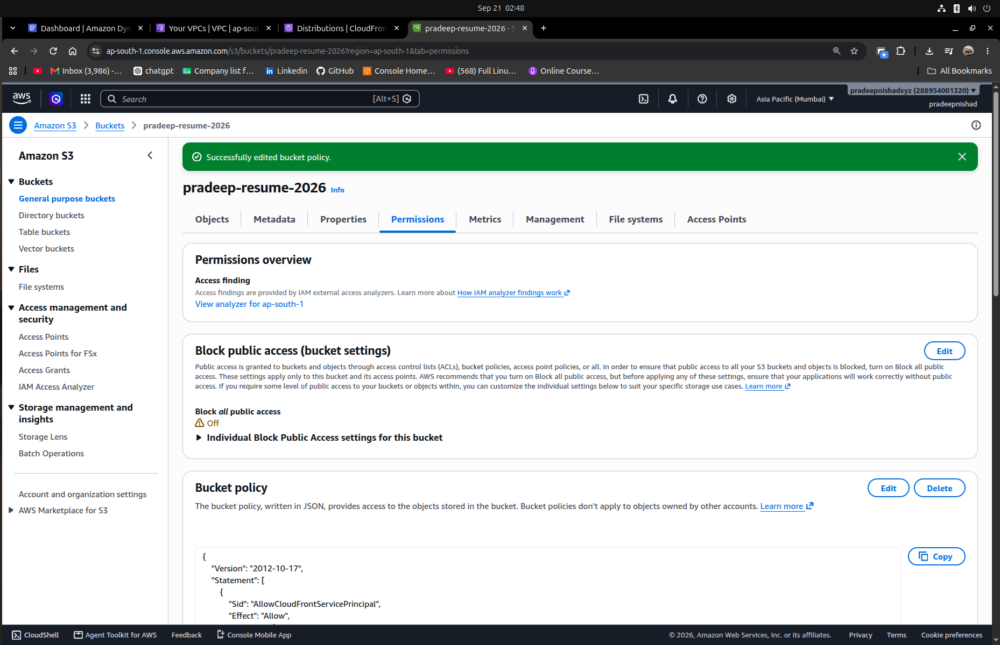 Sep 21 02:48
Dashboard | Amazon Dyn
Your VPCs | VPC | ap-sout
Distributions | CloudFron
pradeep-resume-2026 - S
ap-south-1.console.aws.amazon.com/s3/buckets/pradeep-resume-2026?region=ap-south-1&tab=permissions
Inbox (3,986) -...
chatgpt
Company list f...
Linkedin
GitHub
Console Home...
(568) Full Linu...
Online Course...
All Bookmarks
aws
Search
[Alt+S]
Asia Pacific (Mumbai)
pradeepnishadxyz (288954001320)
pradeepnishad
Amazon S3
Buckets
pradeep-resume-2026
Amazon S3
Buckets
General purpose buckets
Directory buckets
Table buckets
Vector buckets
Files
File systems
Access management and
security
Access Points
Access Points for FSx
Access Grants
IAM Access Analyzer
Storage management and
insights
Storage Lens
Batch Operations
Account and organization settings
AWS Marketplace for S3
Successfully edited bucket policy.
pradeep-resume-2026 Info
Objects
Metadata
Properties
Permissions
Metrics
Management
File systems
Access Points
Permissions overview
Access finding
Access findings are provided by IAM external access analyzers. Learn more about How IAM analyzer findings work
View analyzer for ap-south-1
Block public access (bucket settings)
Edit
Public access is granted to buckets and objects through access control lists (ACLs), bucket policies, access point policies, or all. In order to ensure that public access to all your S3 buckets and objects is blocked, turn on Block all public
access. These settings apply only to this bucket and its access points. AWS recommends that you turn on Block all public access, but before applying any of these settings, ensure that your applications will work correctly without public
access. If you require some level of public access to your buckets or objects within, you can customize the individual settings below to suit your specific storage use cases. Learn more
Block all public access
Off
Individual Block Public Access settings for this bucket
Bucket policy
Edit
Delete
The bucket policy, written in JSON, provides access to the objects stored in the bucket. Bucket policies don't apply to objects owned by other accounts. Learn more
Copy
{
"Version": "2012-10-17",
"Statement": [
{
"Sid": "AllowCloudFrontServicePrincipal",
"Effect": "Allow",
CloudShell
Agent Toolkit for AWS
Feedback
Console Mobile App
© 2026, Amazon Web Services, Inc. or its affiliates.
Privacy
Terms
Cookie preferences